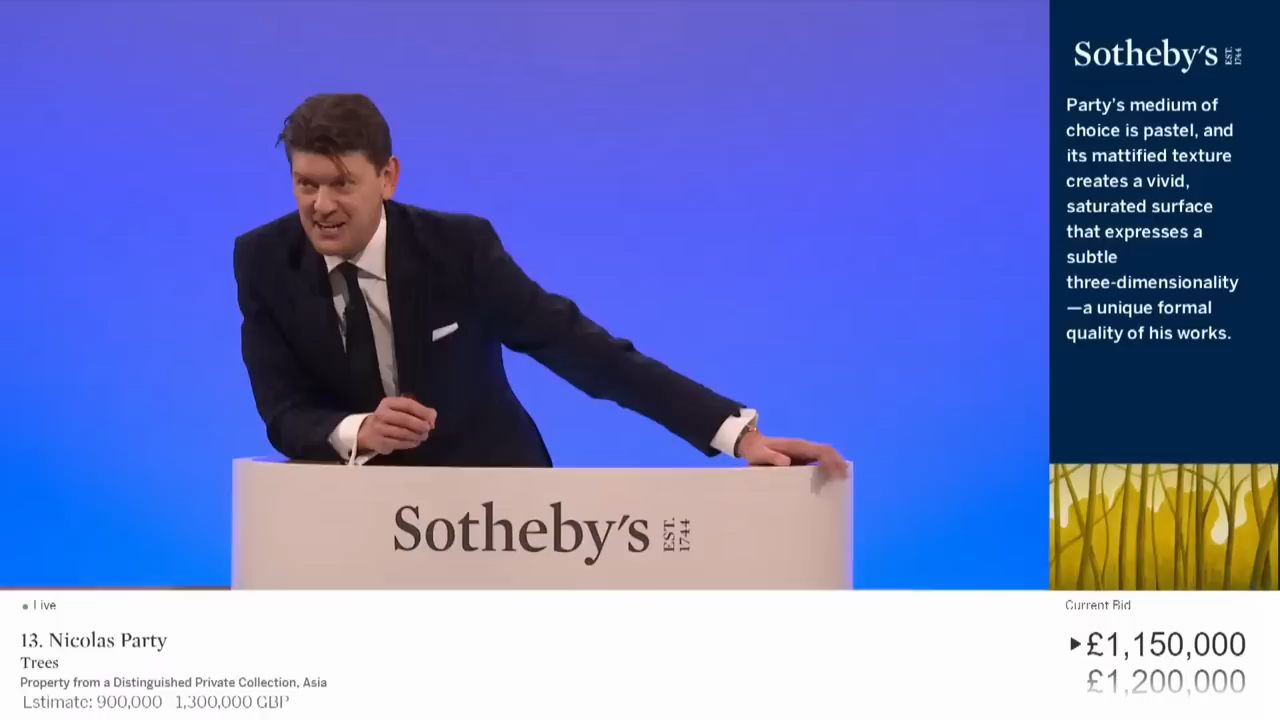 Sotheby's EST. 1744
Party's medium of
choice is pastel, and
its mattified texture
creates a vivid,
saturated surface
that expresses a
subtle
three-dimensionality
—a unique formal
quality of his works.
Sotheby's EST. 1744
Live
13. Nicolas Party
Trees
Property from a Distinguished Private Collection, Asia
Estimate: 900,000 1,300,000 GBP
Current Bid
£1,150,000
£1,200,000